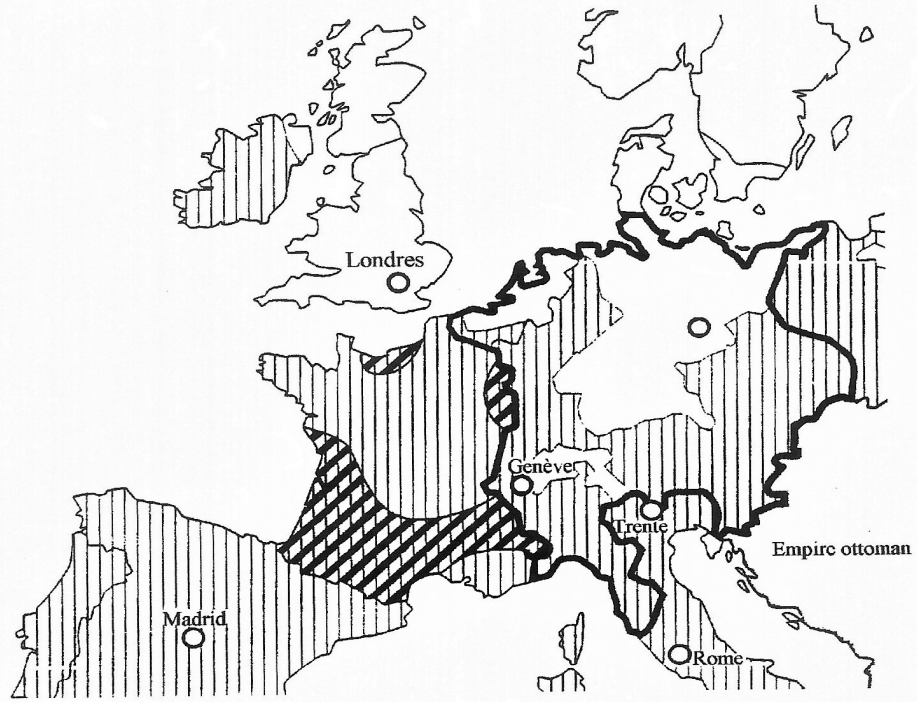 Londres
Genève
Trente
Empire ottoman
Madrid
Rome